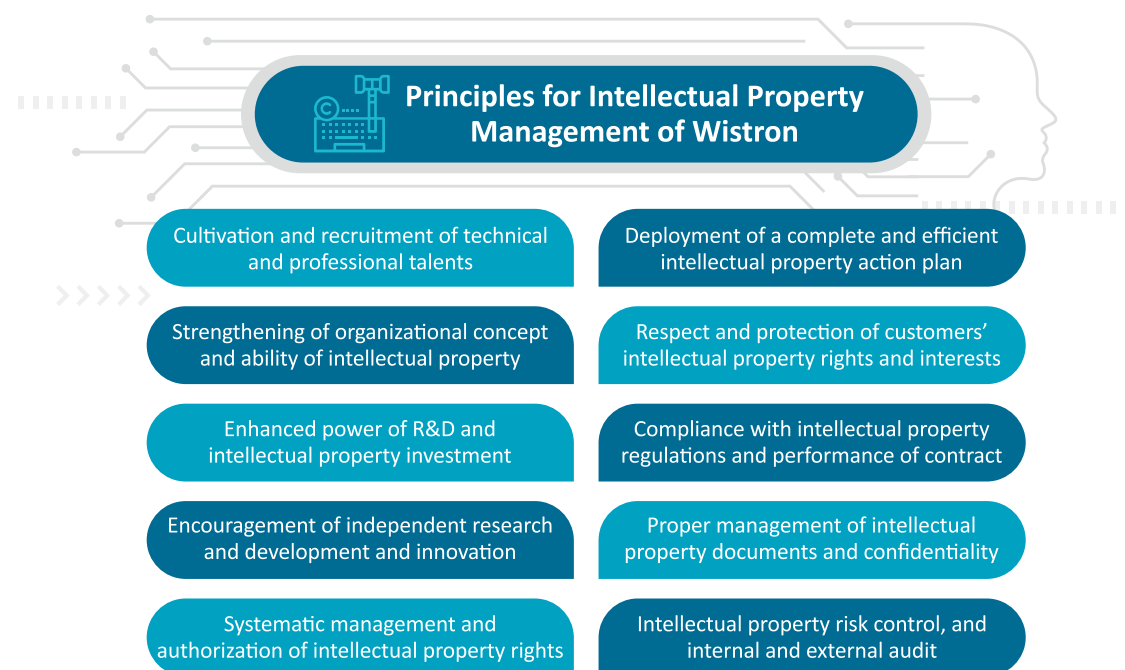 Principles for Intellectual Property
Management of Wistron
Cultivation and recruitment of technical
and professional talents
Strengthening of organizational concept
and ability of intellectual property
Enhanced power of R&D and
intellectual property investment
Encouragement of independent research
and development and innovation
Systematic management and
authorization of intellectual property rights
Deployment of a complete and efficient
intellectual property action plan
Respect and protection of customers’
intellectual property rights and interests
Compliance with intellectual property
regulations and performance of contract
Proper management of intellectual
property documents and confidentiality
Intellectual property risk control, and
internal and external audit